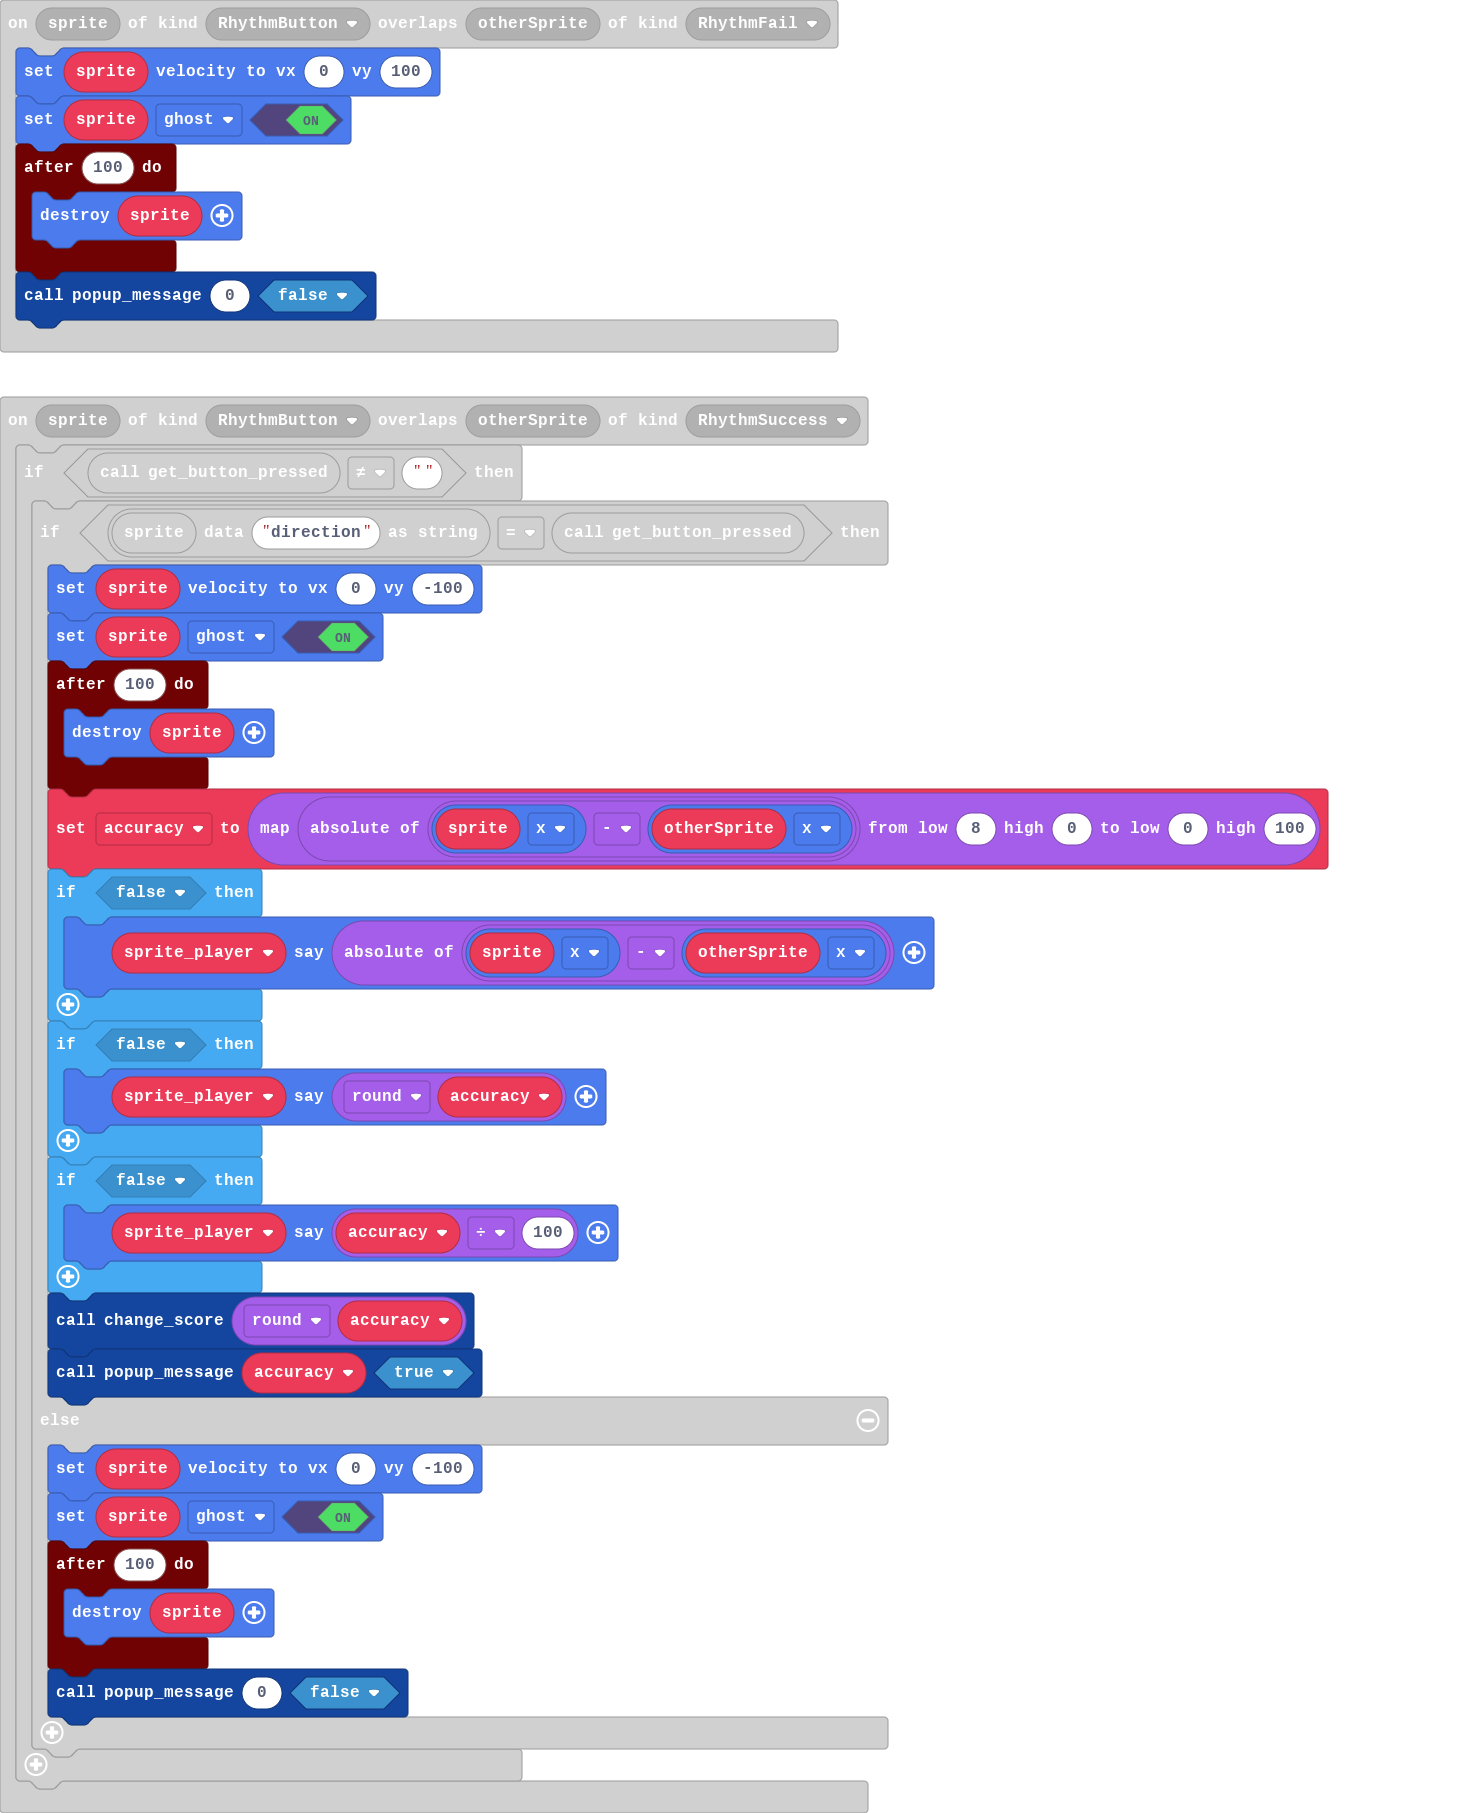 on sprite of kind RhythmButton overlaps otherSprite of kind RhythmFail
set sprite velocity to vx 0 vy 100
set sprite ghost ON
after 100 do
destroy sprite
call popup_message 0 false
on sprite of kind RhythmButton overlaps otherSprite of kind RhythmSuccess
if call get_button_pressed ≠ "" then
if sprite data "direction" as string = call get_button_pressed then
set sprite velocity to vx 0 vy -100
set sprite ghost ON
after 100 do
destroy sprite
set accuracy to map absolute of sprite x - otherSprite x from low 8 high 0 to low 0 high 100
if false then
sprite_player say absolute of sprite x - otherSprite x
if false then
sprite_player say round accuracy
if false then
sprite_player say accuracy ÷ 100
call change_score round accuracy
call popup_message accuracy true
else
set sprite velocity to vx 0 vy -100
set sprite ghost ON
after 100 do
destroy sprite
call popup_message 0 false